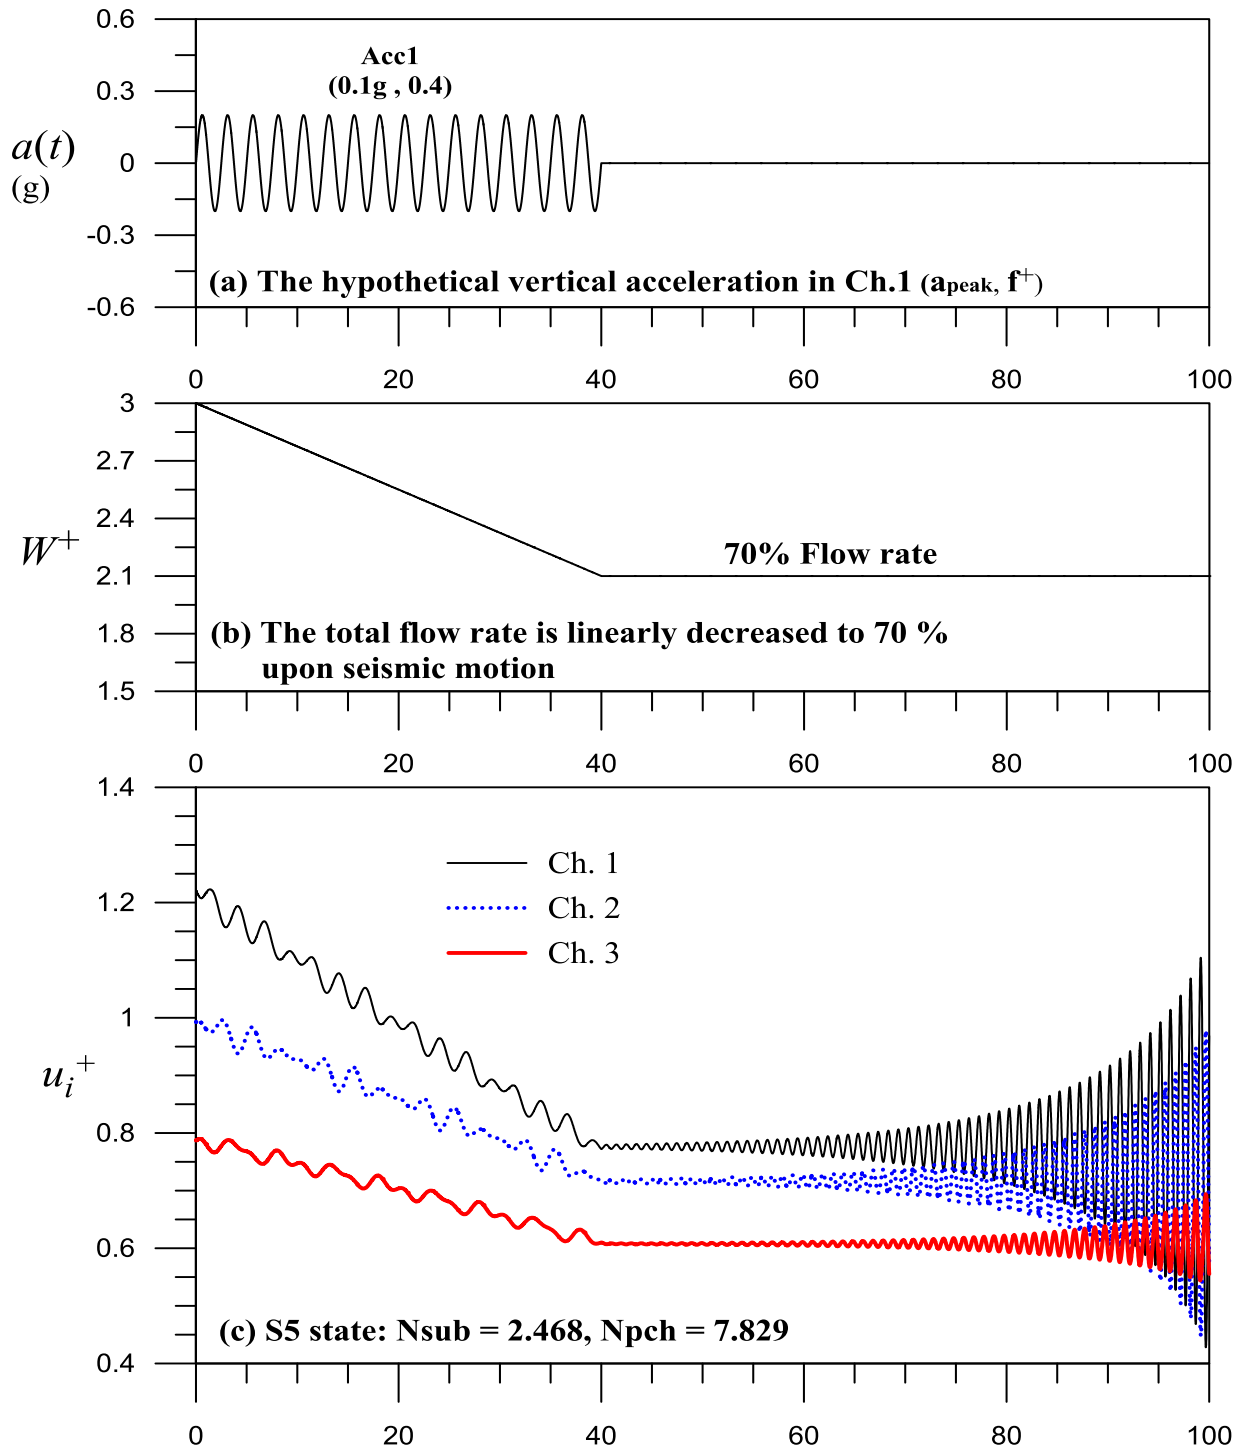 0.6
0.3
0
-0.3
-0.6
a(t)
(g)
Acc1
(0.1g , 0.4)
(a) The hypothetical vertical acceleration in Ch.1 (apeak, f+)
0 20 40 60 80 100
3
2.7
2.4
2.1
1.8
1.5
W+
70% Flow rate
(b) The total flow rate is linearly decreased to 70 %
upon seismic motion
0 20 40 60 80 100
1.4
1.2
1
0.8
0.6
0.4
ui+
Ch. 1
Ch. 2
Ch. 3
(c) S5 state: Nsub = 2.468, Npch = 7.829
0 20 40 60 80 100